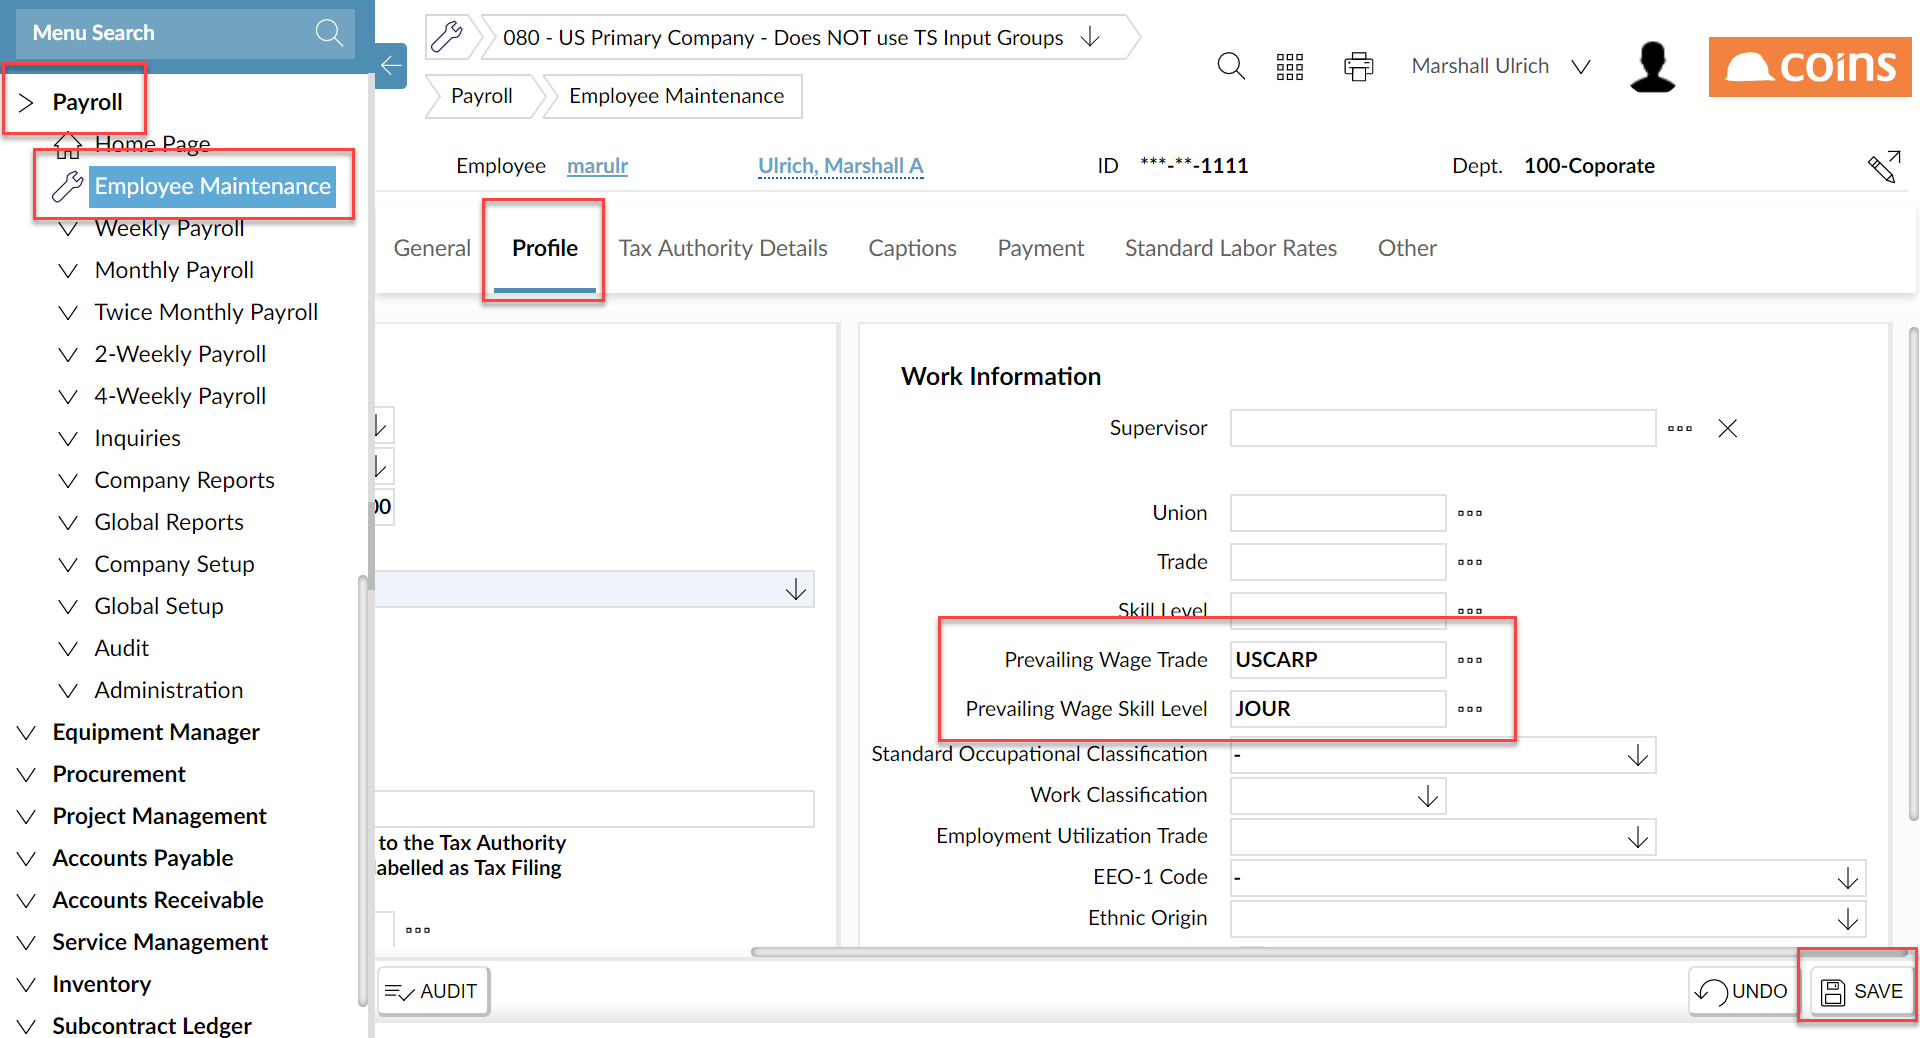 Menu Search
Payroll
Home Page
Employee Maintenance
Weekly Payroll
Monthly Payroll
Twice Monthly Payroll
2-Weekly Payroll
4-Weekly Payroll
Inquiries
Company Reports
Global Reports
Company Setup
Global Setup
Audit
Administration
Equipment Manager
Procurement
Project Management
Accounts Payable
Accounts Receivable
Service Management
Inventory
Subcontract Ledger
080 - US Primary Company - Does NOT use TS Input Groups
Payroll
Employee Maintenance
Marshall Ulrich
coins
Employee marulr Ulrich, Marshall A ID ***-**-1111 Dept. 100-Coporate
General Profile Tax Authority Details Captions Payment Standard Labor Rates Other
00
to the Tax Authority
abelled as Tax Filing
Work Information
Supervisor
Union
Trade
Skill Level
Prevailing Wage Trade USCARP
Prevailing Wage Skill Level JOUR
Standard Occupational Classification -
Work Classification
Employment Utilization Trade
EEO-1 Code -
Ethnic Origin
AUDIT UNDO SAVE